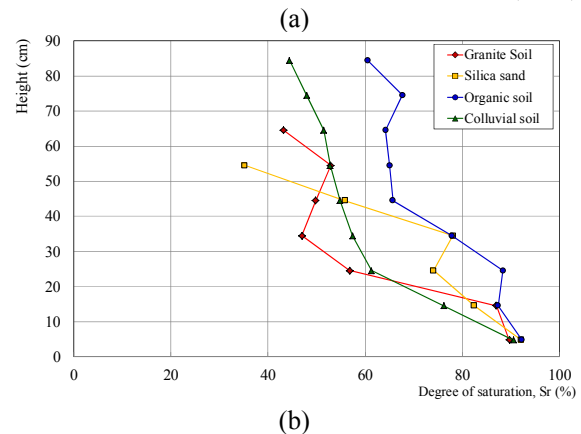 (a)
Height (cm)
90
80
70
60
50
40
30
20
10
0
Granite Soil
Silica sand
Organic soil
Colluvial soil
0 20 40 60 80 100
Degree of saturation, Sr (%)
(b)